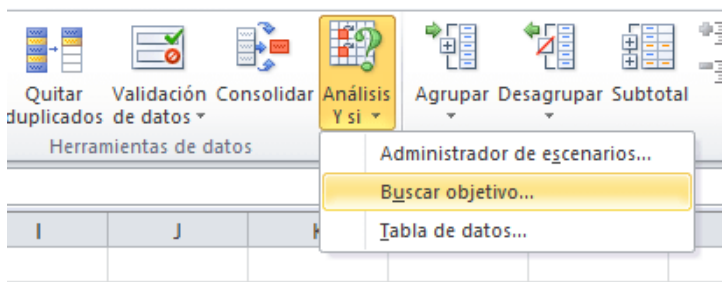 Quitar duplicados
Validación de datos
Consolidar
Análisis Y si
Agrupar
Desagrupar
Subtotal
Herramientas de datos
Administrador de escenarios...
Buscar objetivo...
Tabla de datos...
I
J